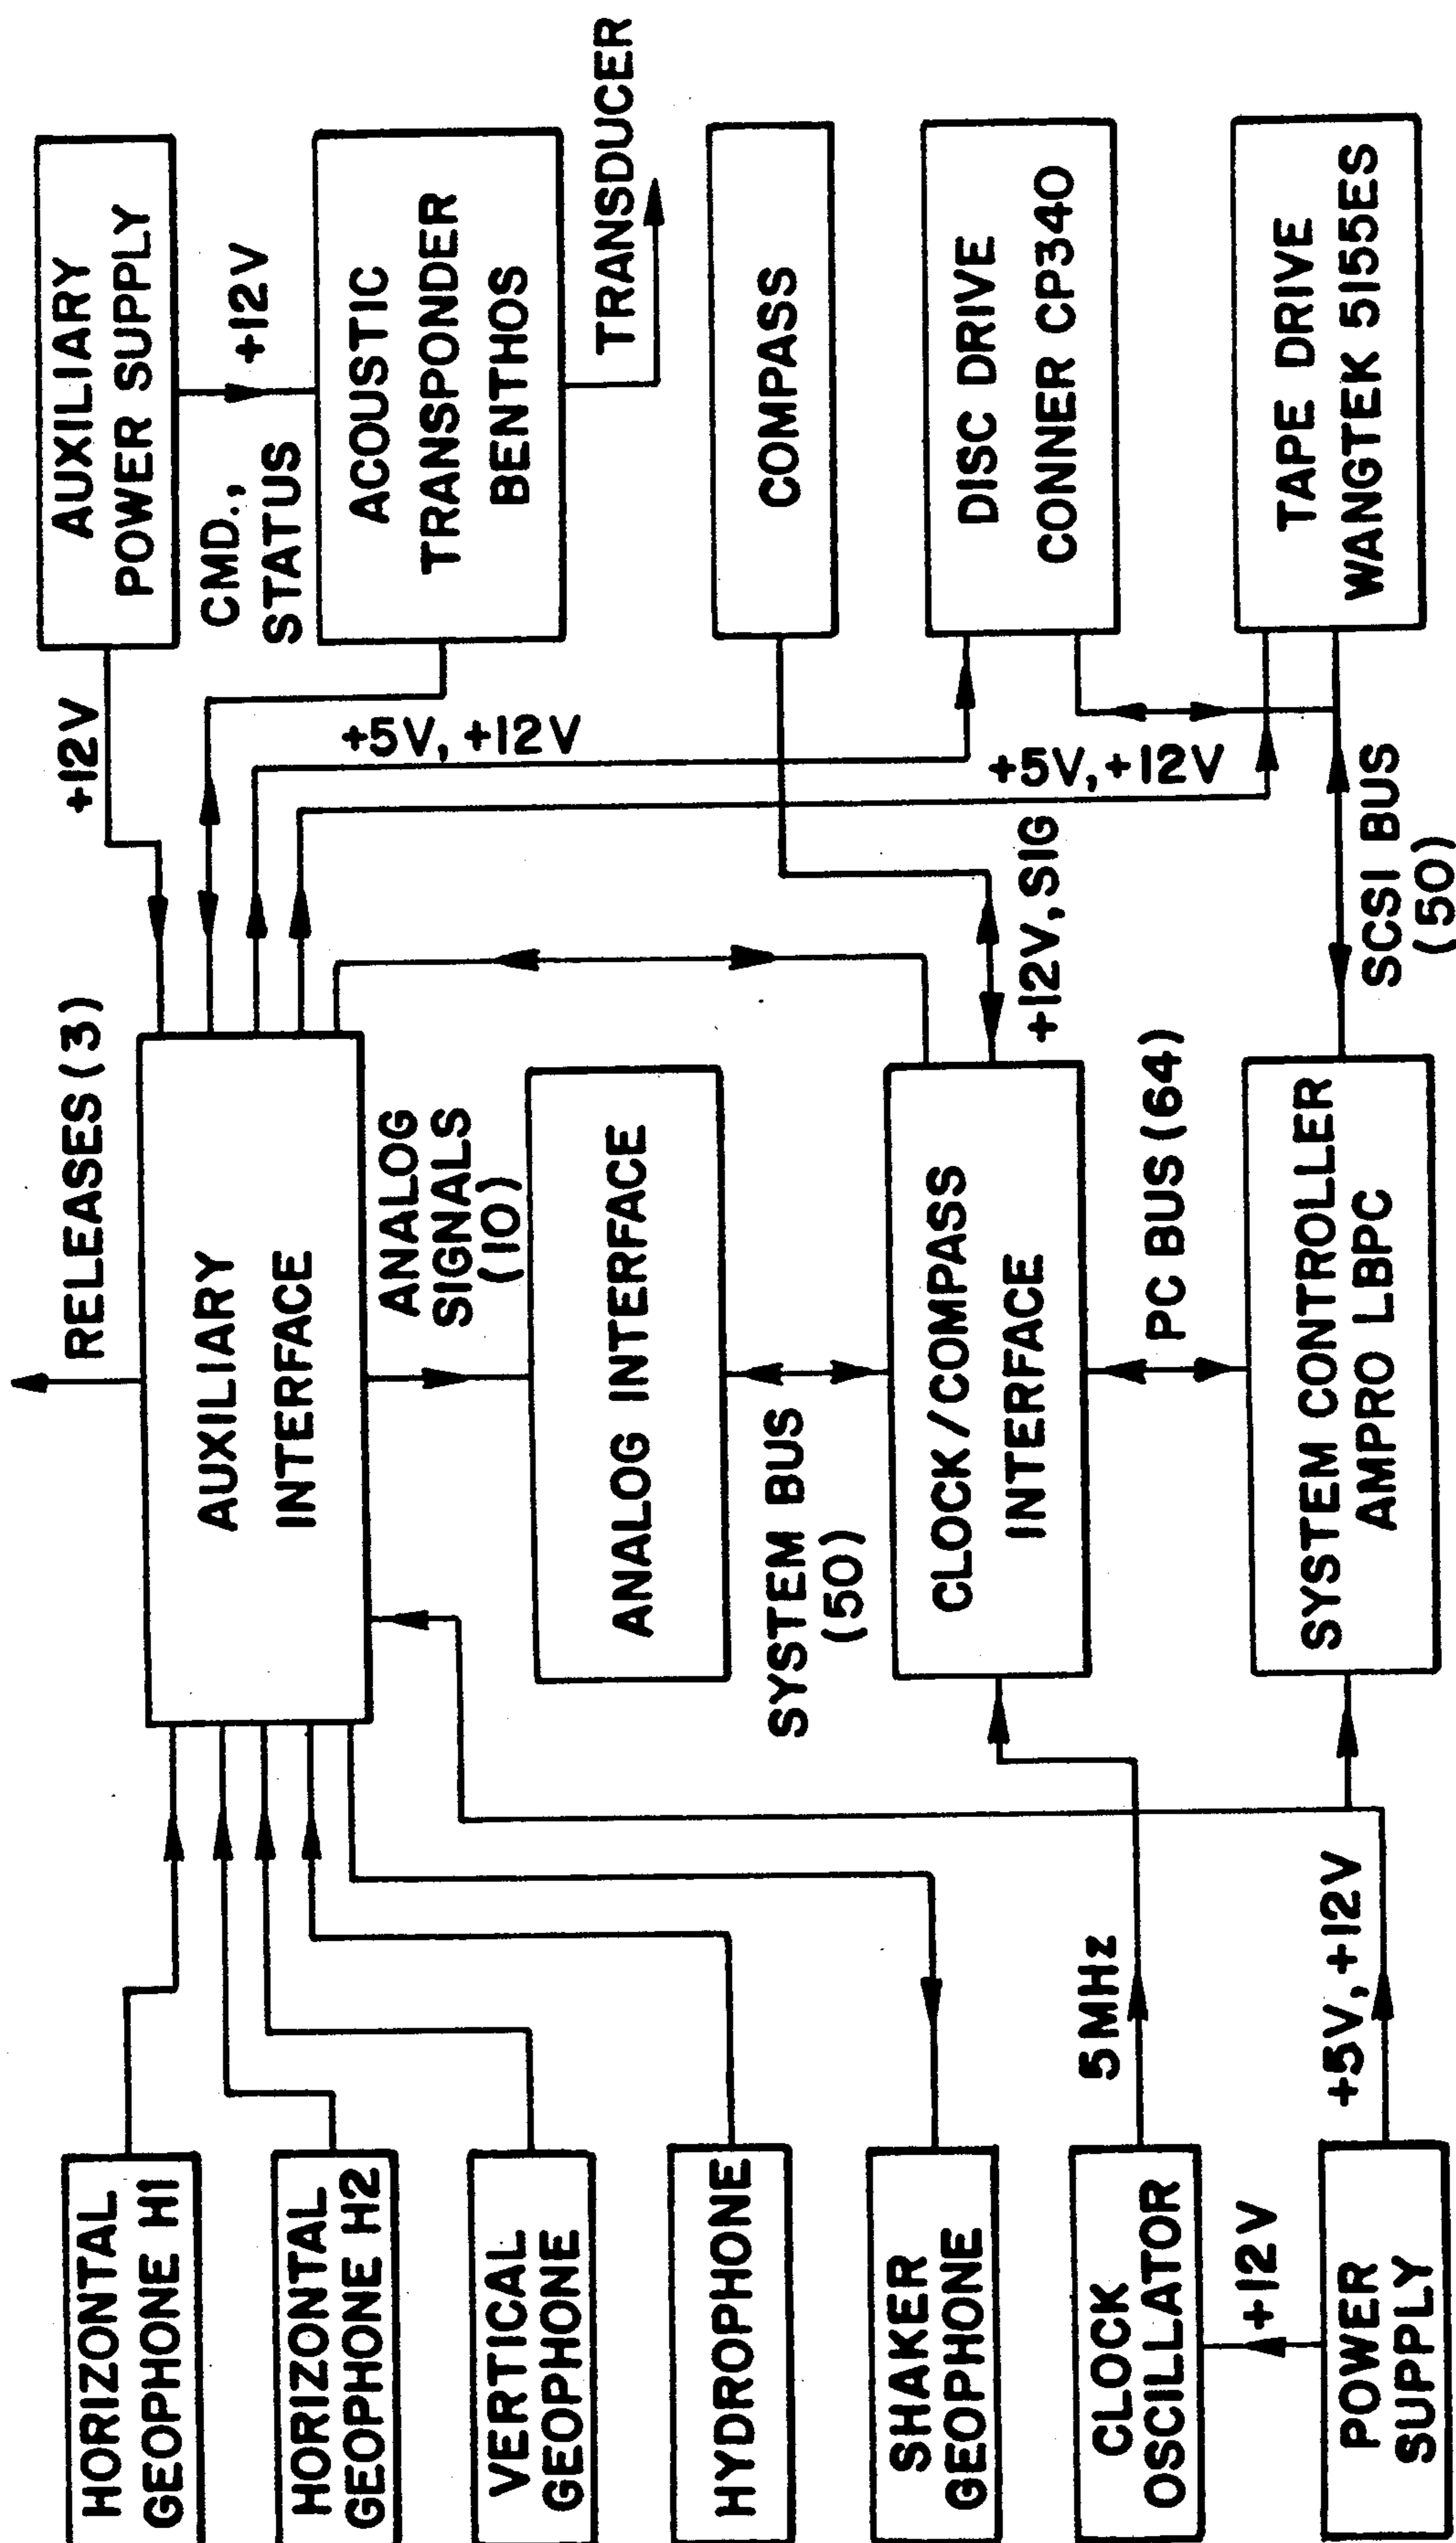 HORIZONTAL
GEOPHONE H1
HORIZONTAL
GEOPHONE H2
VERTICAL
GEOPHONE
HYDROPHONE
SHAKER
GEOPHONE
CLOCK
OSCILLATOR
+12V
POWER
SUPPLY
5MHz
+5V, +12V
RELEASES (3)
AUXILIARY
INTERFACE
ANALOG
SIGNALS
(10)
ANALOG INTERFACE
SYSTEM BUS
(50)
CLOCK/COMPASS
INTERFACE
PC BUS (64)
SYSTEM CONTROLLER
AMPRO LBPC
+12V
+5V, +12V
+5V, +12V
+12V, SIG
SCSI BUS
(50)
AUXILIARY
POWER SUPPLY
+12V
CMD.,
STATUS
ACOUSTIC
TRANSPONDER
BENTHOS
TRANSDUCER
COMPASS
DISC DRIVE
CONNER CP340
TAPE DRIVE
WANGTEK 5155ES